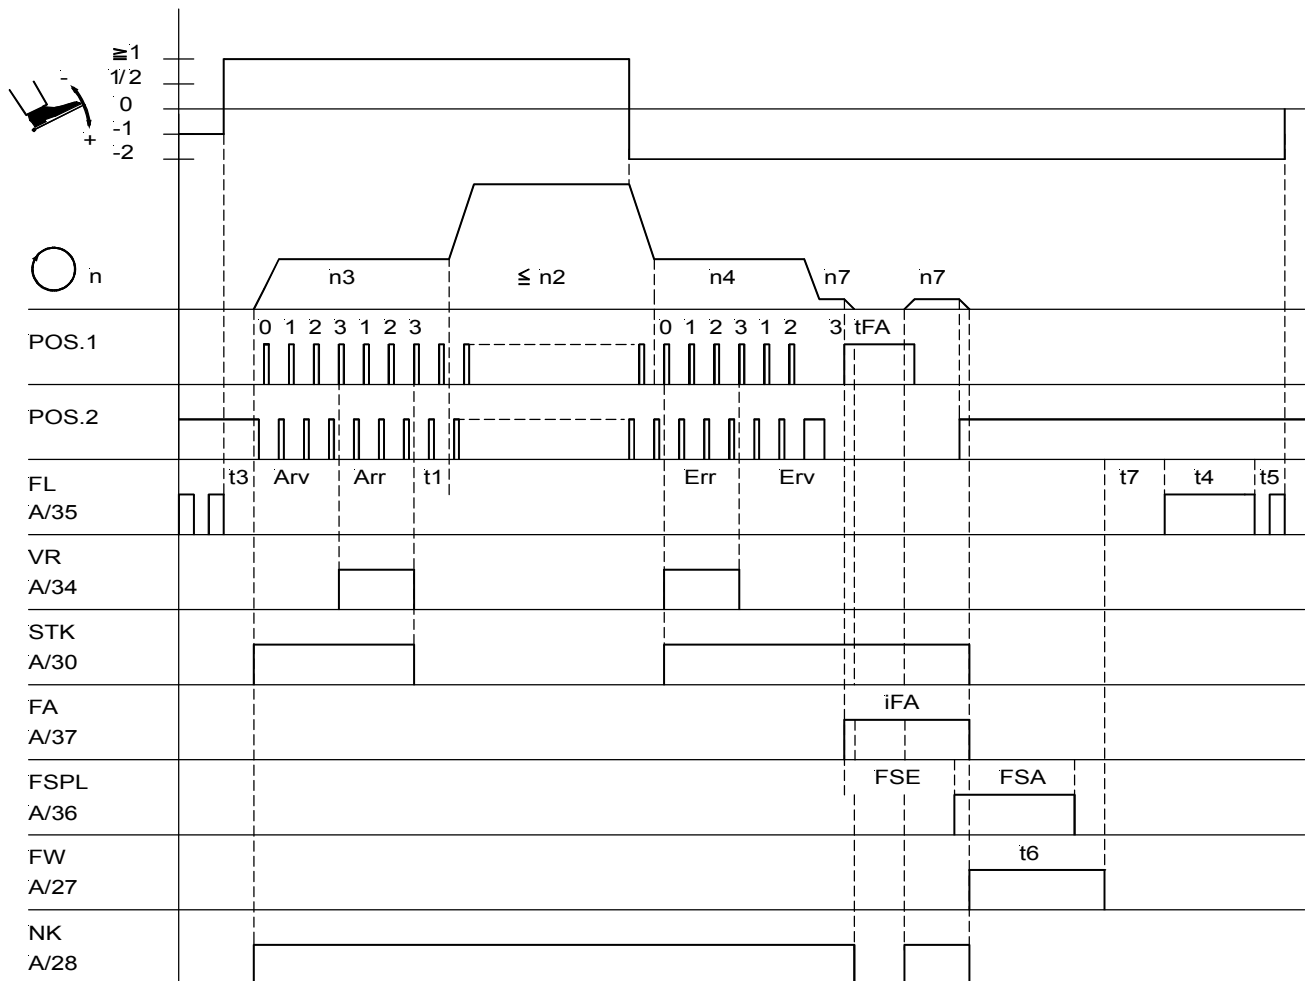 ≧1
- 1/2
0
-1
+
-2
n
n3 ≦ n2 n4 n7 n7
0 1 2 3 1 2 3 0 1 2 3 1 2 3 tFA
POS.1
POS.2
t3 Arv Arr t1 Err Erv t7 t4 t5
FL
A/35
VR
A/34
STK
A/30
FA iFA
A/37
FSPL FSE FSA
A/36
FW t6
A/27
NK
A/28